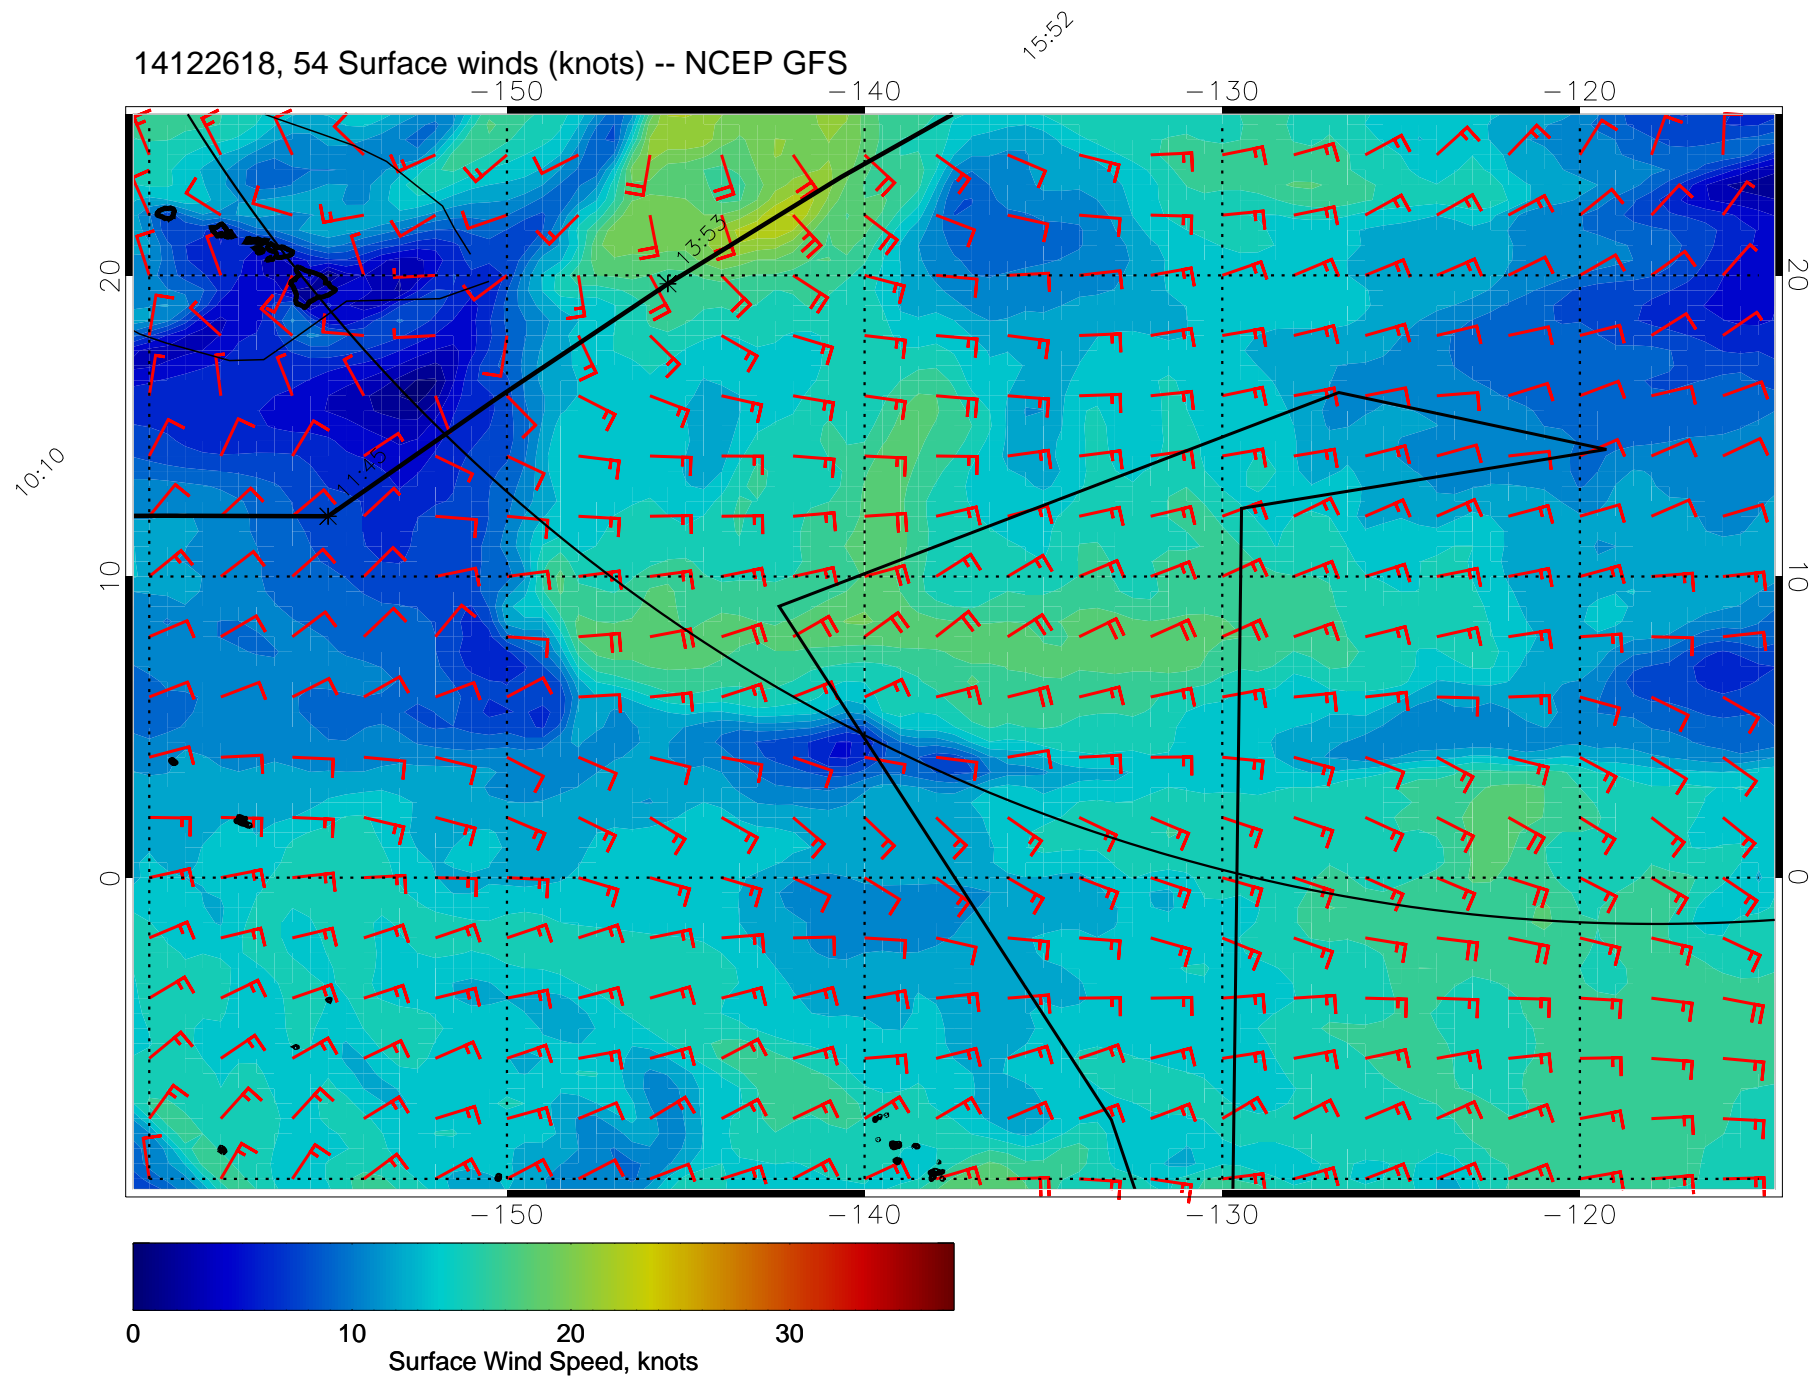 15:52
14122618, 54 Surface winds (knots) -- NCEP GFS
-150 -140 -130 -120
13:53
20 20
11:45
10:10
10 10
0 0
-150 -140 -130 -120
0 10 20 30
Surface Wind Speed, knots